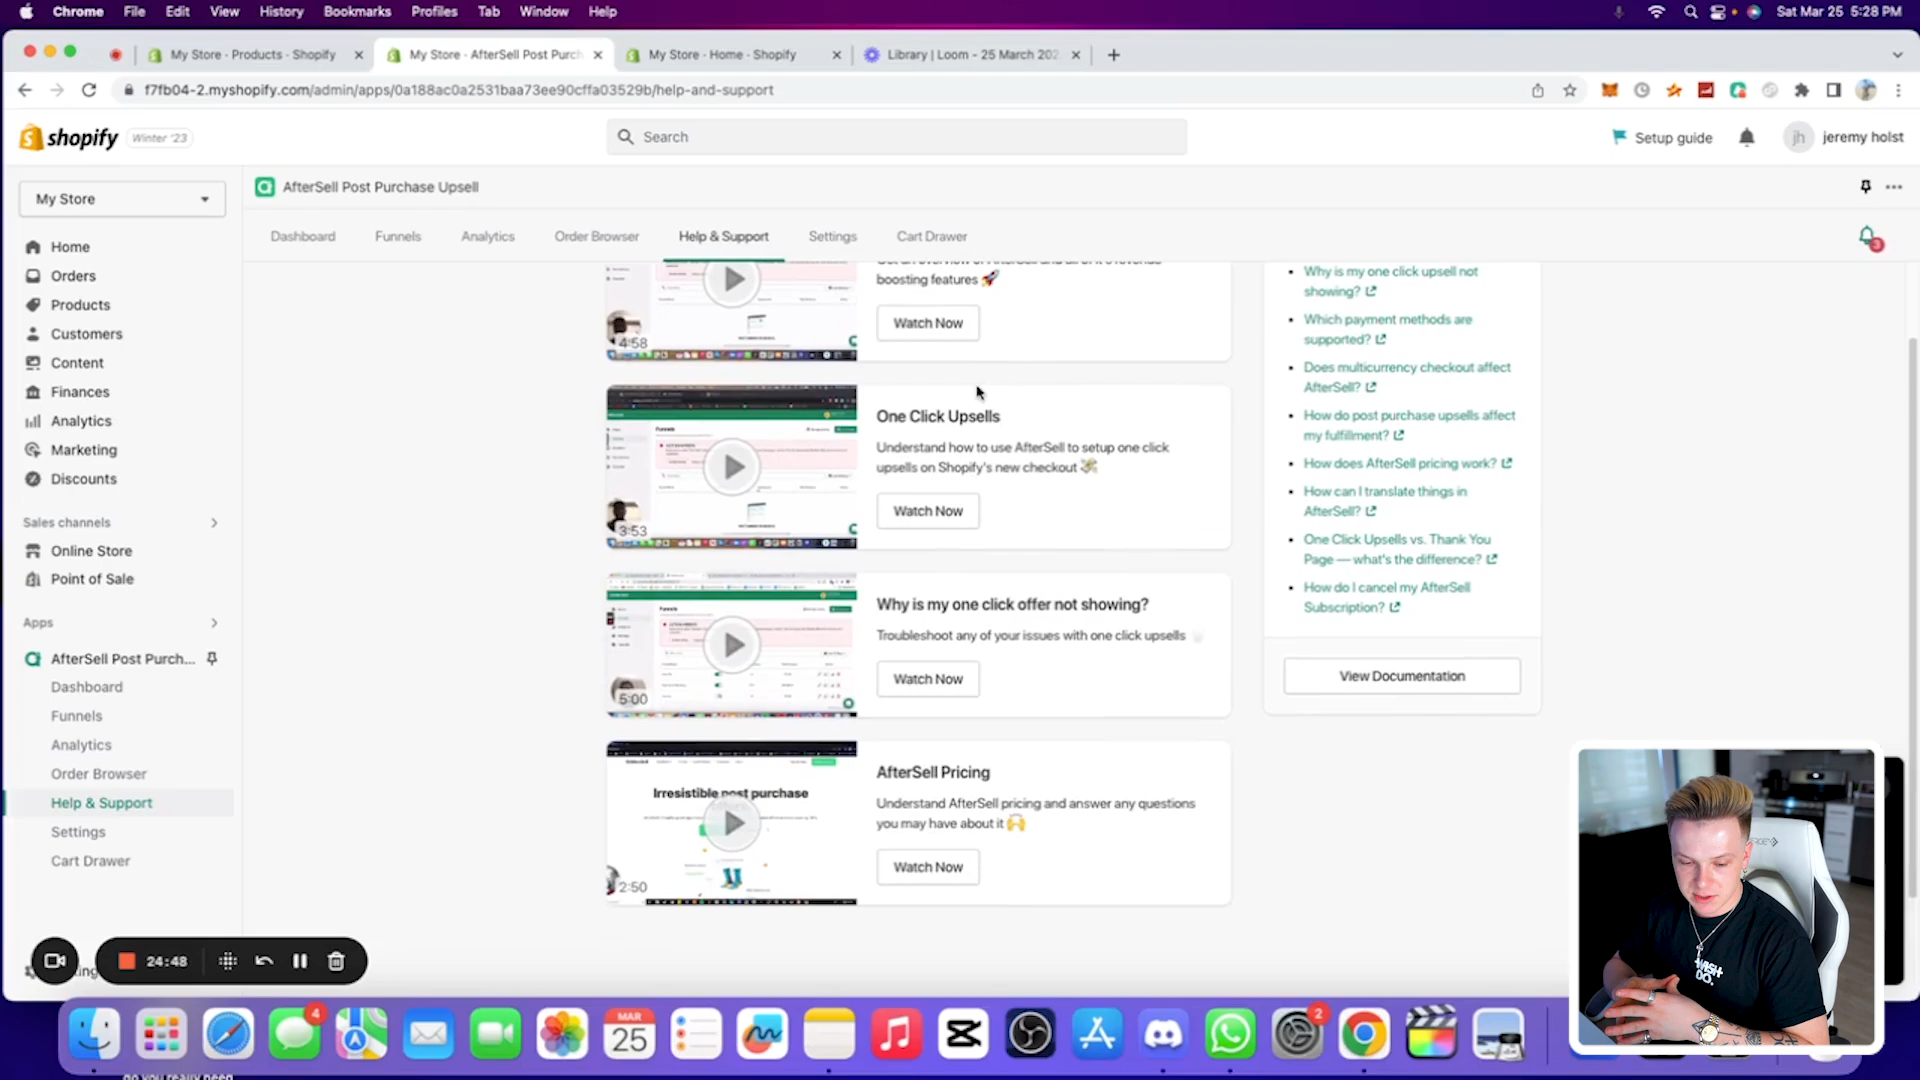 Chrome File Edit View History Bookmarks Profiles Tab Window Help Sat Mar 25 5:28 PM
My Store · Products · Shopify My Store · AfterSell Post Purch My Store · Home · Shopify Library | Loom - 25 March 202
f7fb04-2.myshopify.com/admin/apps/0a188ac0a2531baa73ee90cffa03529b/help-and-support
shopify Winter '23 Search Setup guide jh jeremy holst
My Store
AfterSell Post Purchase Upsell
Dashboard Funnels Analytics Order Browser Help & Support Settings Cart Drawer 3
Home
Orders
Products
Customers
Content
Finances
Analytics
Marketing
Discounts
Sales channels
Online Store
Point of Sale
Apps
AfterSell Post Purch...
Dashboard
Funnels
Analytics
Order Browser
Help & Support
Settings
Cart Drawer
24:48
boosting features 🚀
Watch Now
4:58
One Click Upsells
Understand how to use AfterSell to setup one click
upsells on Shopify's new checkout 💸
Watch Now
3:53
Why is my one click offer not showing?
Troubleshoot any of your issues with one click upsells
Watch Now
5:00
Irresistible post purchase
AfterSell Pricing
Understand AfterSell pricing and answer any questions
you may have about it 🙌
Watch Now
2:50
Why is my one click upsell not
showing?
Which payment methods are
supported?
Does multicurrency checkout affect
AfterSell?
How do post purchase upsells affect
my fulfillment?
How does AfterSell pricing work?
How can I translate things in
AfterSell?
One Click Upsells vs. Thank You
Page — what's the difference?
How do I cancel my AfterSell
Subscription?
View Documentation
4
MAR
25
2
do you really need